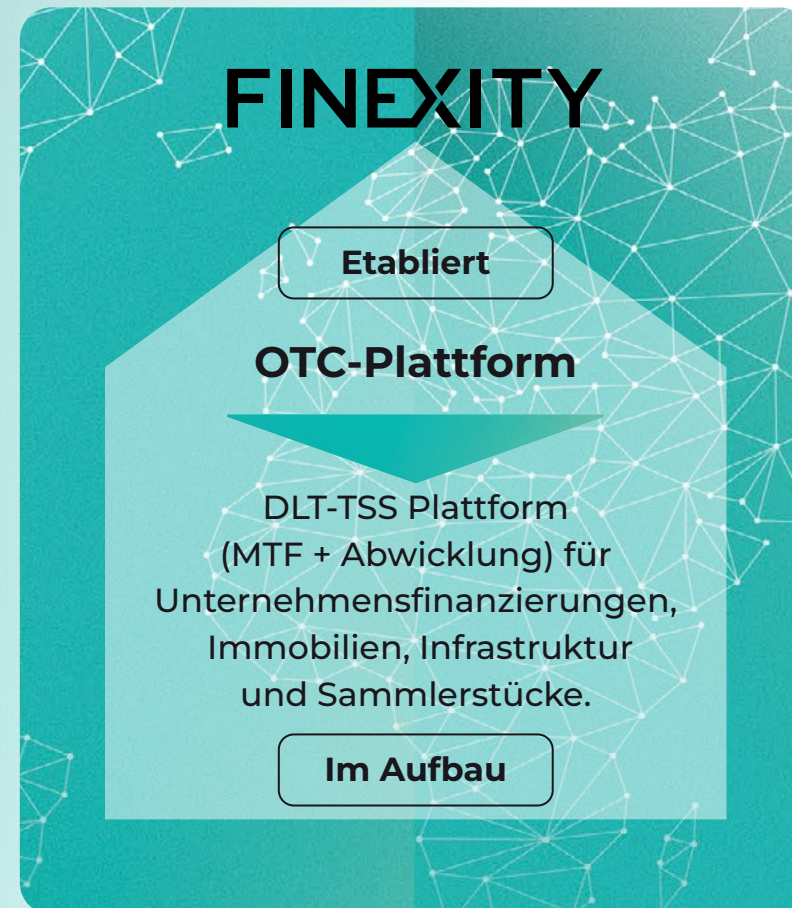 FINEXITY
Etabliert
OTC-Plattform
DLT-TSS Plattform
(MTF + Abwicklung) für
Unternehmensfinanzierungen,
Immobilien, Infrastruktur
und Sammlerstücke.
Im Aufbau